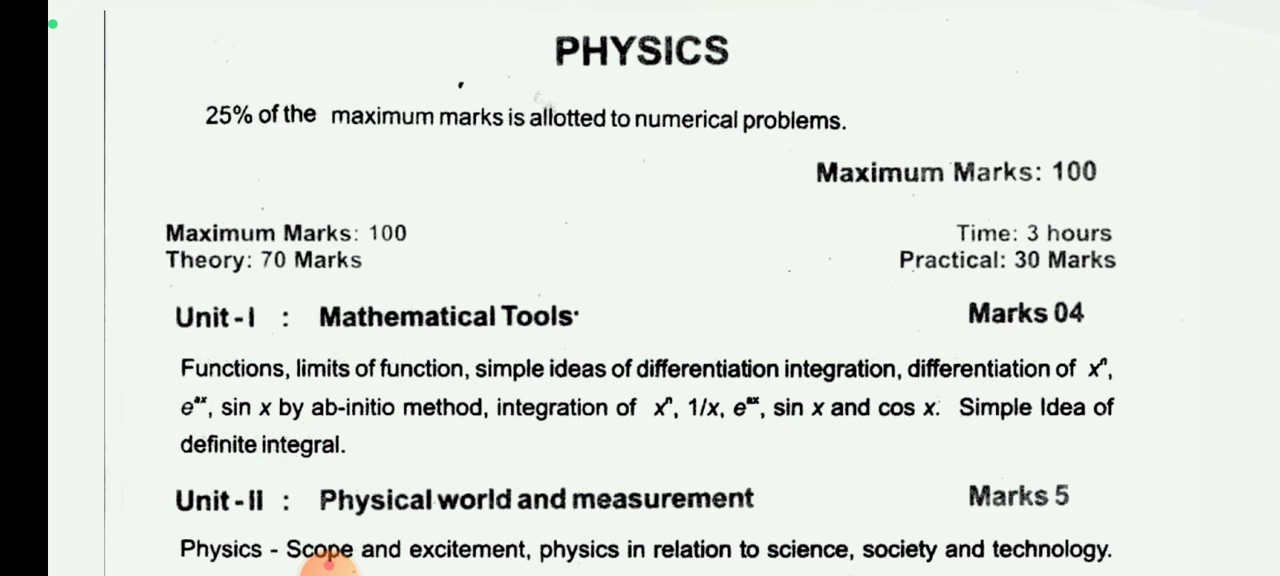 PHYSICS
25% of the maximum marks is allotted to numerical problems.
Maximum Marks: 100
Maximum Marks: 100 Time: 3 hours
Theory: 70 Marks Practical: 30 Marks
Unit - I : Mathematical Tools Marks 04
Functions, limits of function, simple ideas of differentiation integration, differentiation of xⁿ,
eᵃˣ, sin x by ab-initio method, integration of xⁿ, 1/x, eᵃˣ, sin x and cos x. Simple Idea of
definite integral.
Unit - II : Physical world and measurement Marks 5
Physics - Scope and excitement, physics in relation to science, society and technology.